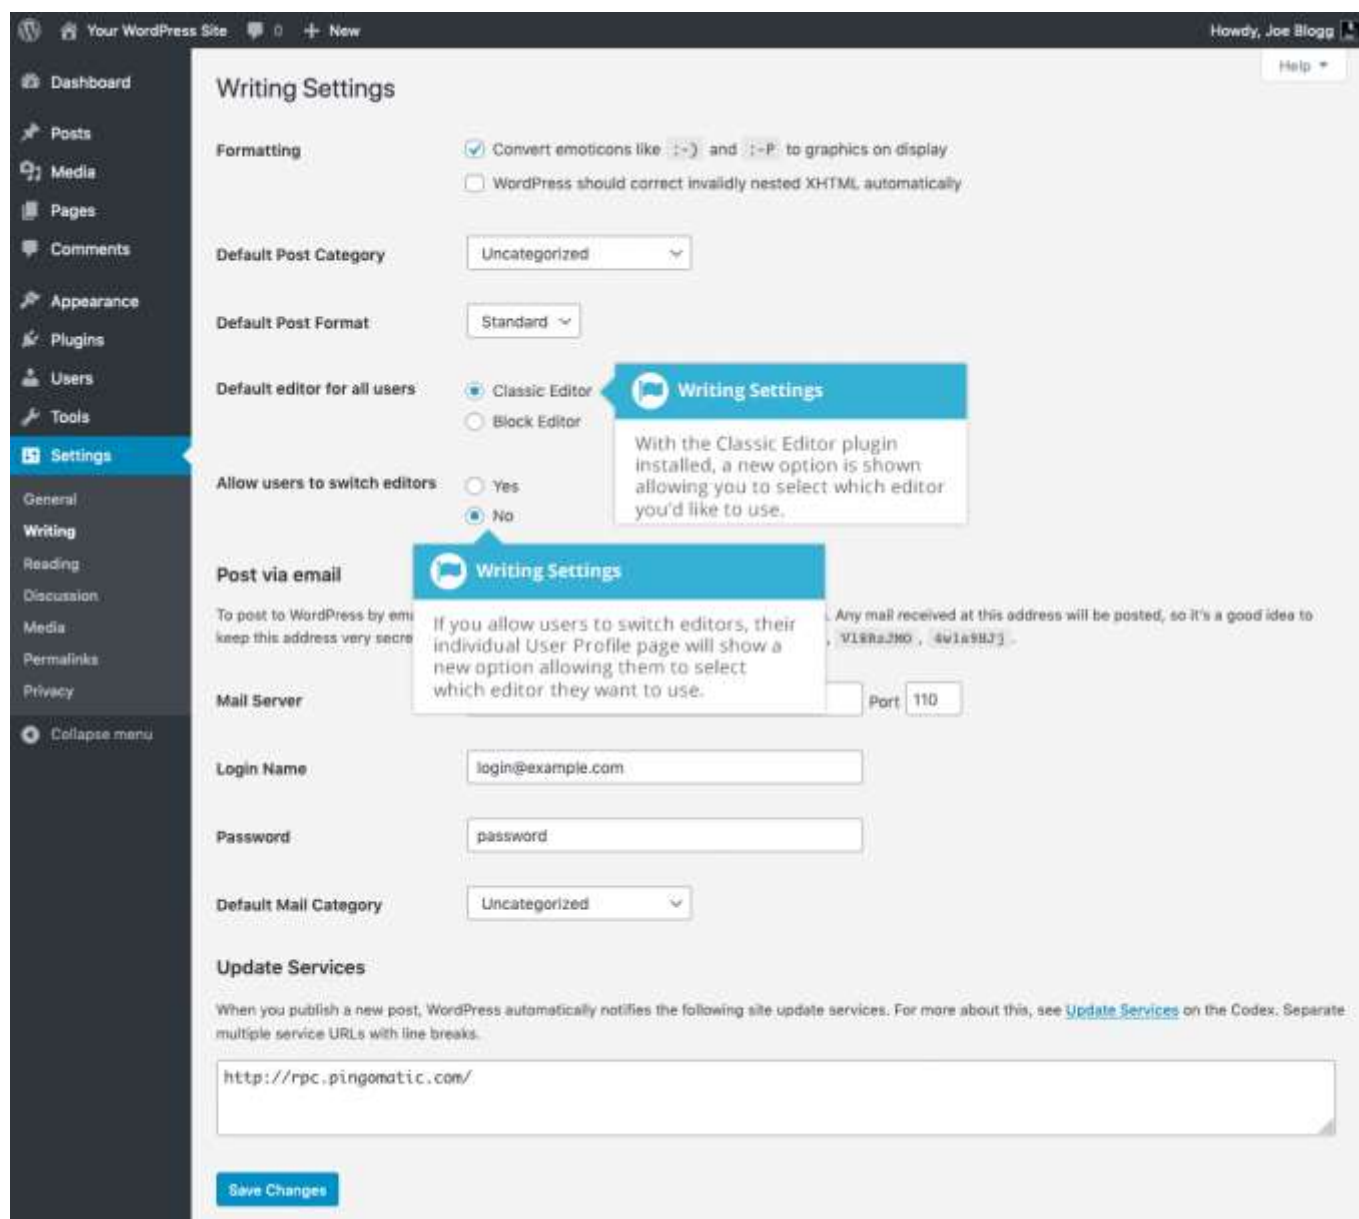 Your WordPress Site 0 + New Howdy, Joe Blogg
Help
Dashboard
Posts
Media
Pages
Comments
Appearance
Plugins
Users
Tools
Settings
General
Writing
Reading
Discussion
Media
Permalinks
Privacy
Collapse menu
Writing Settings
Formatting
Convert emoticons like :-) and :-P to graphics on display
WordPress should correct invalidly nested XHTML automatically
Default Post Category Uncategorized
Default Post Format Standard
Default editor for all users
Classic Editor
Block Editor
Writing Settings
With the Classic Editor plugin
installed, a new option is shown
allowing you to select which editor
you'd like to use.
Allow users to switch editors
Yes
No
Writing Settings
If you allow users to switch editors, their
individual User Profile page will show a
new option allowing them to select
which editor they want to use.
Post via email
To post to WordPress by . Any mail received at this address will be posted, so it's a good idea to
keep this address very
Mail Server Port 110
Login Name login@example.com
Password password
Default Mail Category Uncategorized
Update Services
When you publish a new post, WordPress automatically notifies the following site update services. For more about this, see Update Services on the Codex. Separate
multiple service URLs with line breaks.
http://rpc.pingomatic.com/
Save Changes